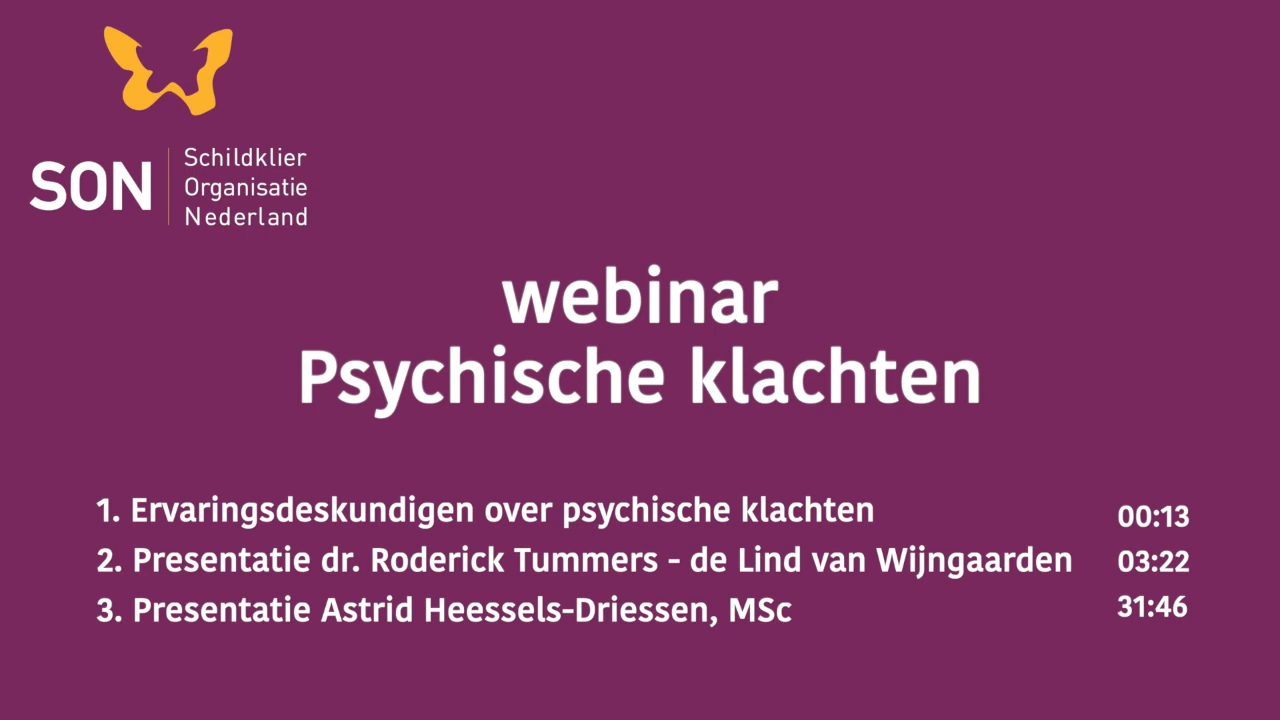 SON
Schildklier
Organisatie
Nederland
webinar
Psychische klachten
1. Ervaringsdeskundigen over psychische klachten 00:13
2. Presentatie dr. Roderick Tummers - de Lind van Wijngaarden 03:22
3. Presentatie Astrid Heessels-Driessen, MSc 31:46